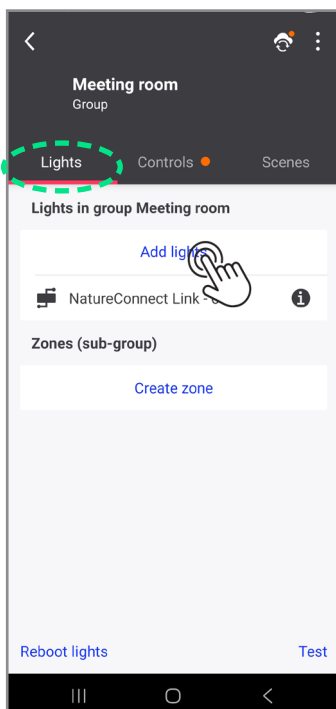 Meeting room
Group
Lights
Controls
Scenes
Lights in group Meeting room
Add lights
NatureConnect Link -
Zones (sub-group)
Create zone
Reboot lights
Test